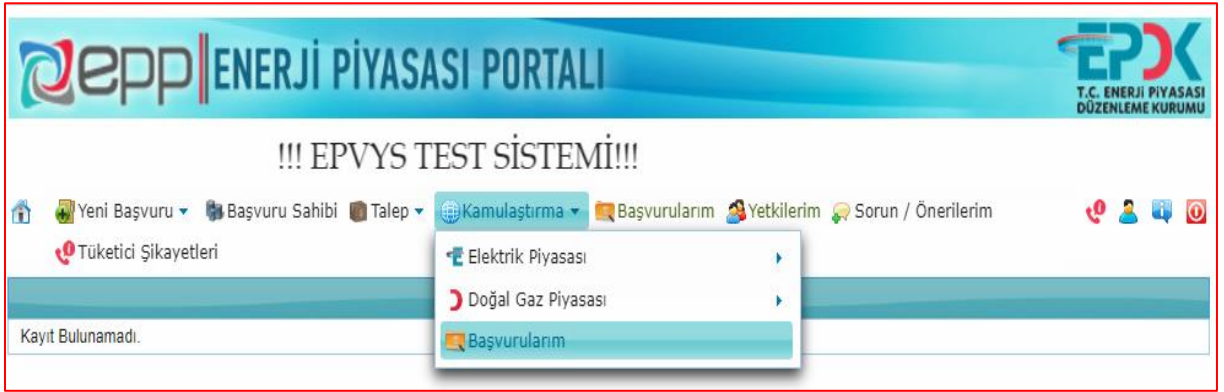 epp ENERJİ PİYASASI PORTALI
EPDK
T.C. ENERJİ PİYASASI
DÜZENLEME KURUMU
!!! EPVYS TEST SİSTEMİ!!!
Yeni Başvuru Başvuru Sahibi Talep Kamulaştırma Başvurularım Yetkilerim Sorun / Önerilerim
Tüketici Şikayetleri
Elektrik Piyasası
Doğal Gaz Piyasası
Başvurularım
Kayıt Bulunamadı.